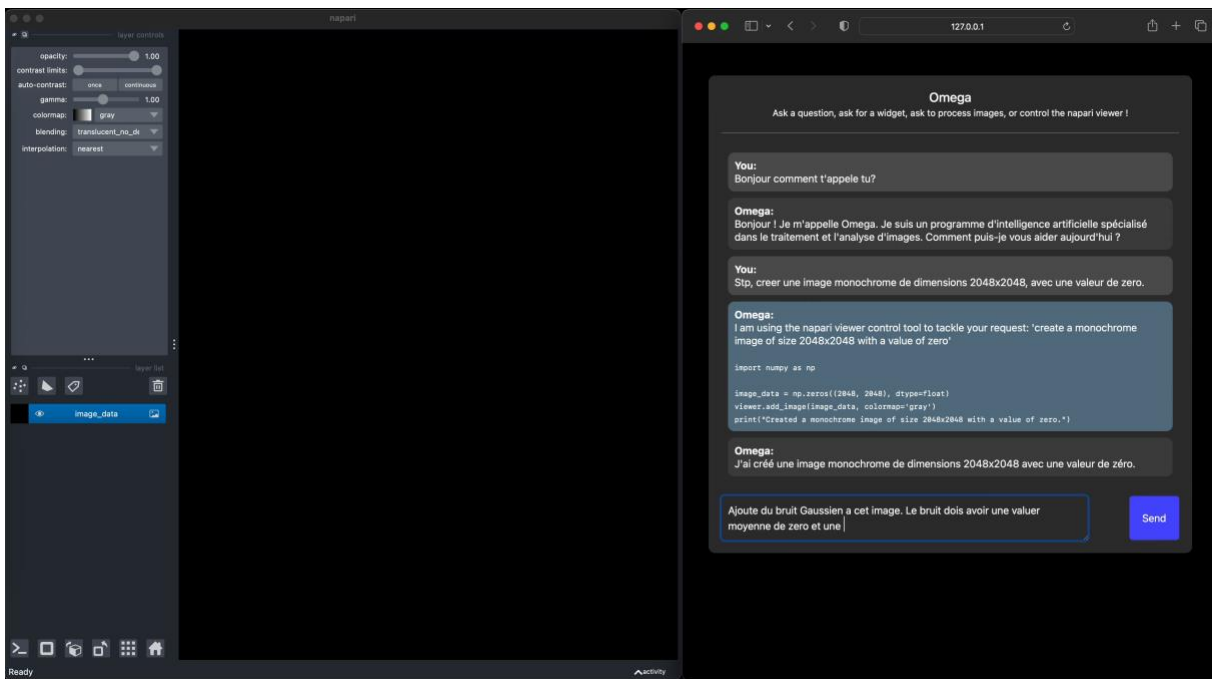 napari
layer controls
opacity: 1.00
contrast limits:
auto-contrast: once continuous
gamma: 1.00
colormap: gray
blending: translucent_no_de
interpolation: nearest
layer list
image_data
Ready
activity
127.0.0.1
Omega
Ask a question, ask for a widget, ask to process images, or control the napari viewer !
You:
Bonjour comment t'appele tu?
Omega:
Bonjour ! Je m'appelle Omega. Je suis un programme d'intelligence artificielle spécialisé
dans le traitement et l'analyse d'images. Comment puis-je vous aider aujourd'hui ?
You:
Stp, creer une image monochrome de dimensions 2048x2048, avec une valeur de zero.
Omega:
I am using the napari viewer control tool to tackle your request: 'create a monochrome
image of size 2048x2048 with a value of zero'
import numpy as np
image_data = np.zeros((2048, 2048), dtype=float)
viewer.add_image(image_data, colormap='gray')
print("Created a monochrome image of size 2048x2048 with a value of zero.")
Omega:
J'ai créé une image monochrome de dimensions 2048x2048 avec une valeur de zéro.
Ajoute du bruit Gaussien a cet image. Le bruit dois avoir une valuer
moyenne de zero et une
Send